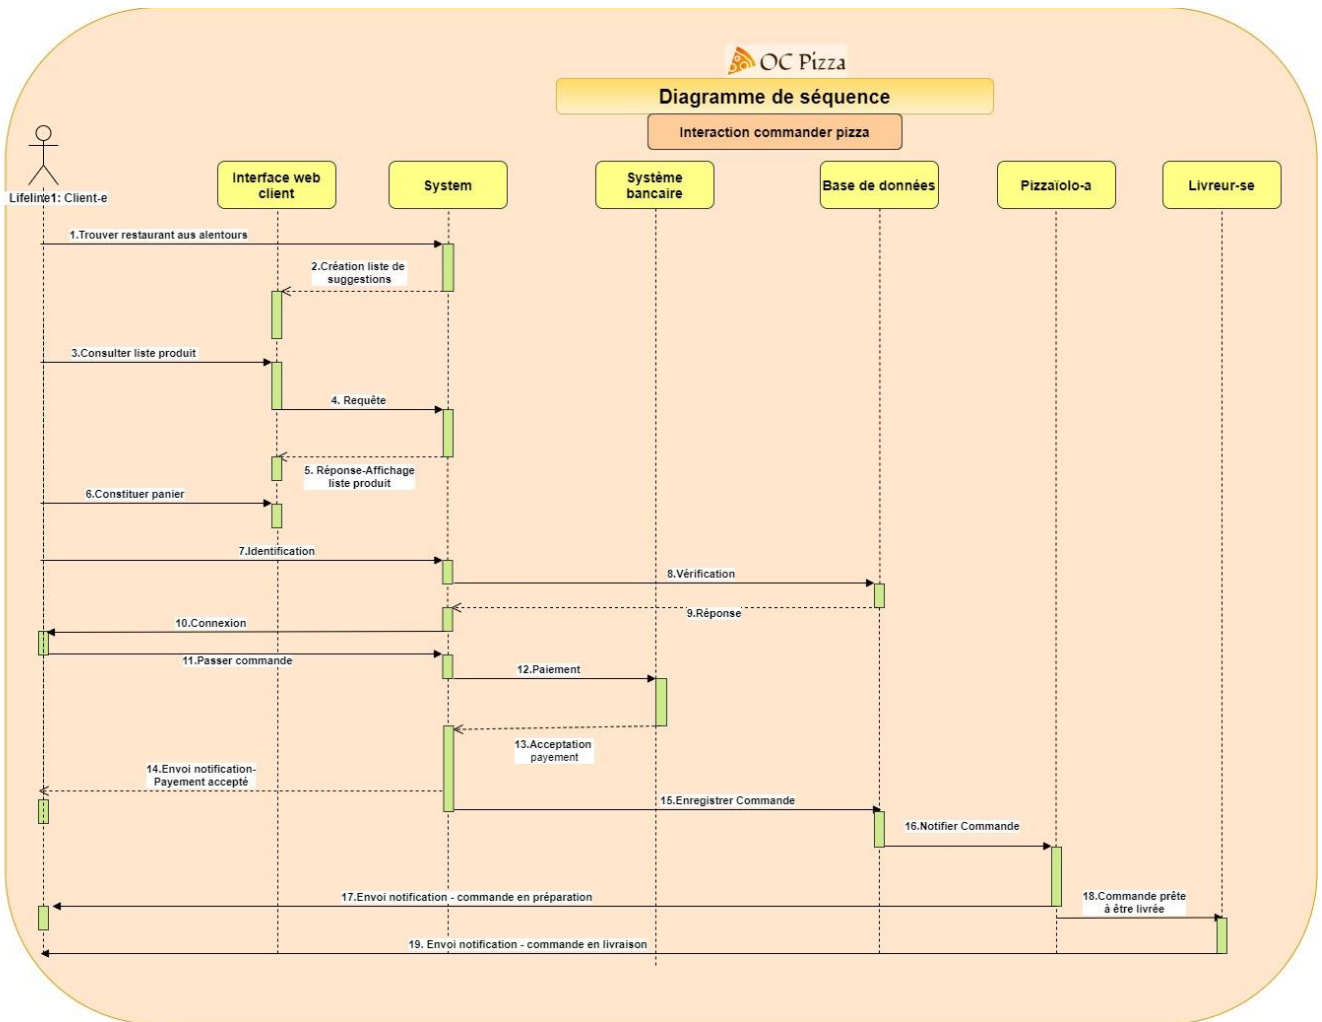 OC Pizza
Diagramme de séquence
Interaction commander pizza
Lifeline1: Client-e
Interface web
client
System
Système
bancaire
Base de données
Pizzaïolo-a
Livreur-se
1.Trouver restaurant aus alentours
2.Création liste de
suggestions
3.Consulter liste produit
4. Requête
5. Réponse-Affichage
liste produit
6.Constituer panier
7.Identification
8.Vérification
9.Réponse
10.Connexion
11.Passer commande
12.Paiement
13.Acceptation
payement
14.Envoi notification-
Payement accepté
15.Enregistrer Commande
16.Notifier Commande
17.Envoi notification - commande en préparation
18.Commande prête
à être livrée
19. Envoi notification - commande en livraison